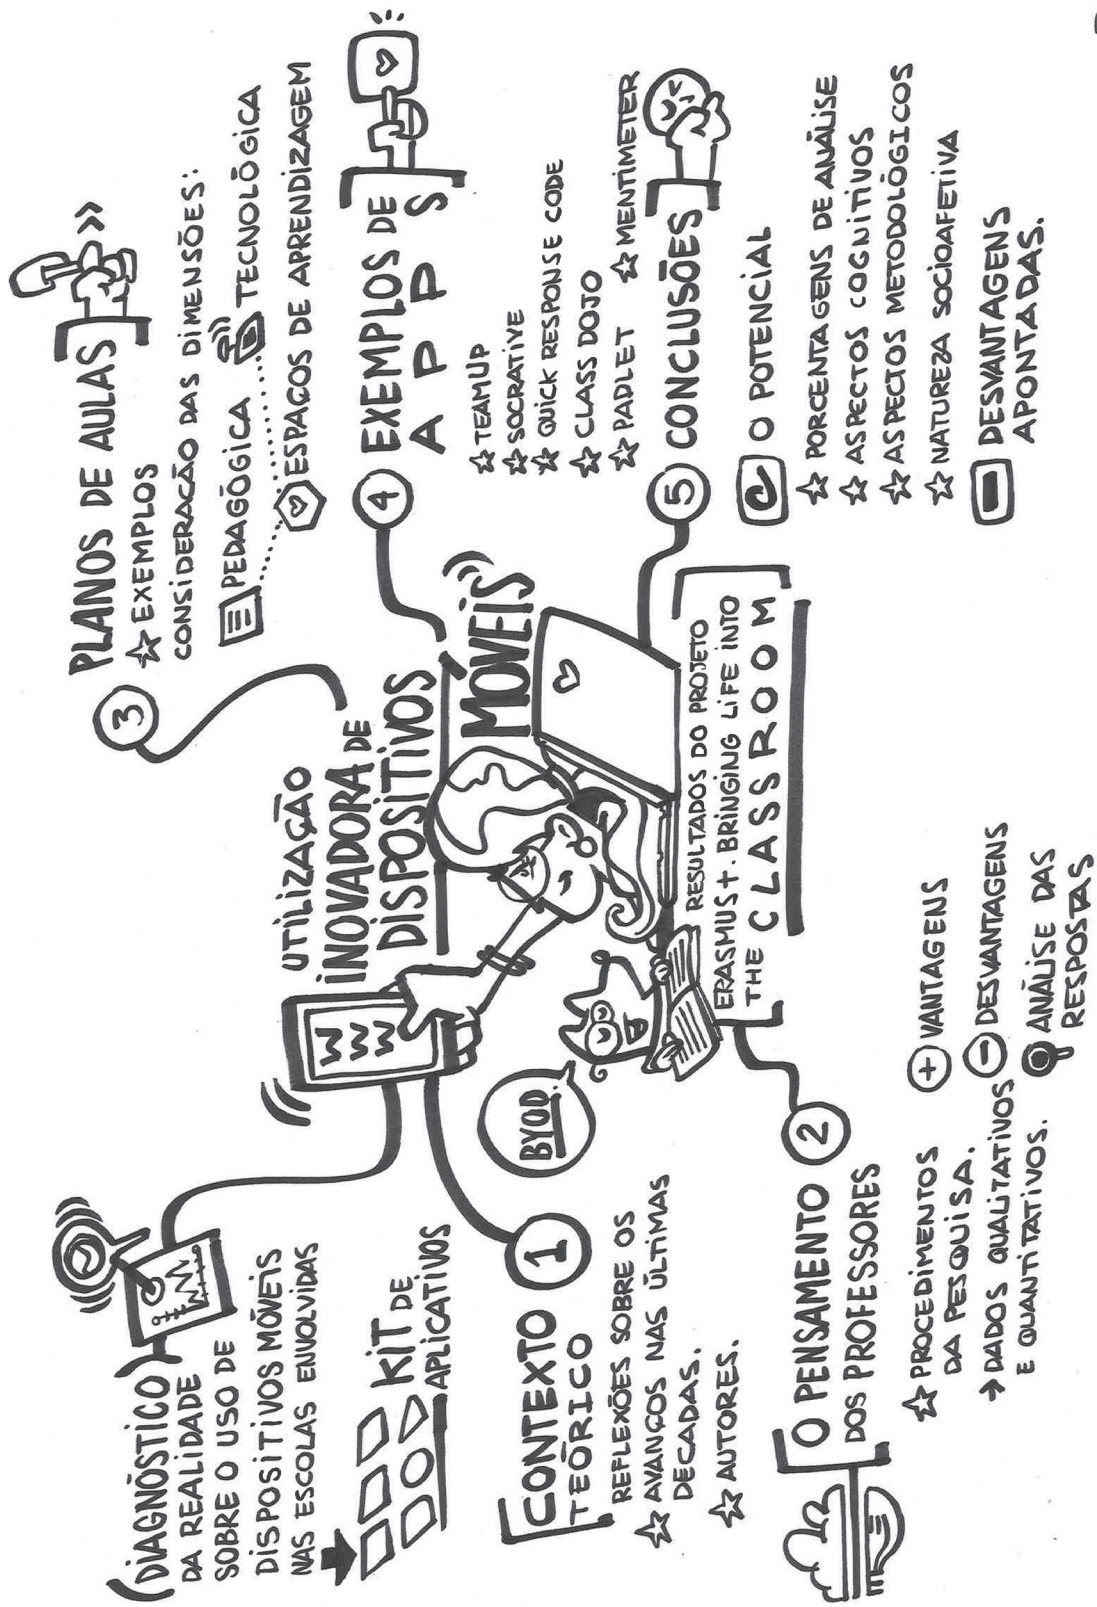 UTILIZAÇÃO
INOVADORA DE
DISPOSITIVOS
MÓVEIS
RESULTADOS DO PROJETO
ERASMUS+. BRINGING LIFE INTO
THE CLASSROOM
WWW
WWW
BYOD
(DIAGNÓSTICO)
DA REALIDADE
SOBRE O USO DE
DISPOSITIVOS MÓVEIS
NAS ESCOLAS ENVOLVIDAS
KIT DE
APLICATIVOS
1
CONTEXTO
TEÓRICO
REFLEXÕES SOBRE OS
AVANÇOS NAS ÚLTIMAS
DECADAS.
AUTORES.
2
O PENSAMENTO
DOS PROFESSORES
PROCEDIMENTOS
DA PESQUISA.
→ DADOS QUALITATIVOS
E QUANTITATIVOS.
+ VANTAGENS
- DESVANTAGENS
ANÁLISE DAS
RESPOSTAS
3
PLANOS DE AULAS
EXEMPLOS
CONSIDERAÇÃO DAS DIMENSÕES:
PEDAGÓGICA TECNOLÓGICA
ESPAÇOS DE APRENDIZAGEM
4
EXEMPLOS DE
APPS
TEAMUP
SOCRATIVE
QUICK RESPONSE CODE
CLASS DOJO
PADLET MENTIMETER
5
CONCLUSÕES
O POTENCIAL
PORCENTAGENS DE ANÁLISE
ASPECTOS COGNITIVOS
ASPECTOS METODOLÓGICOS
NATUREZA SOCIOAFETIVA
DESVANTAGENS
APONTADAS.